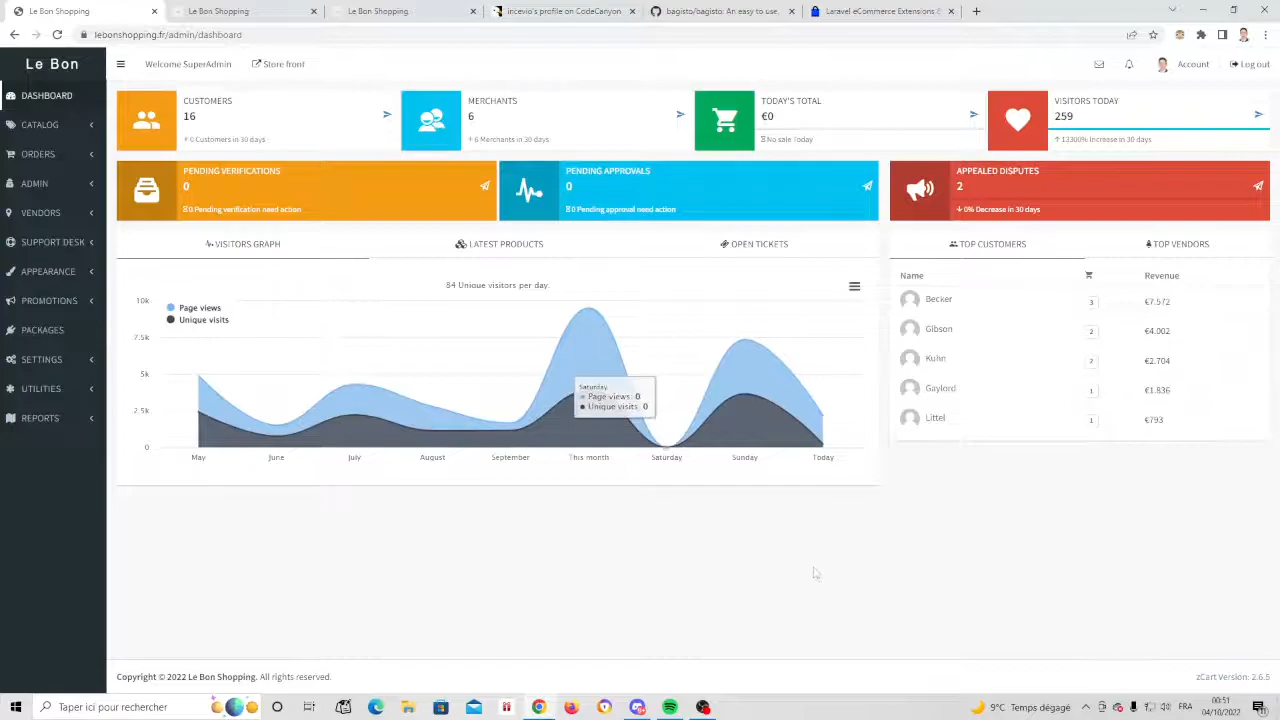 Le Bon Shopping
Le Bon Shopping
Le Bon Shopping
incevio's profile on CodeCanyon
bagisto/bagisto: An easy to use,
Laravel eCommerce Extensions
lebonshopping.fr/admin/dashboard
Le Bon
Welcome SuperAdmin
Store front
Account
Log out
DASHBOARD
CATALOG
ORDERS
ADMIN
VENDORS
SUPPORT DESK
APPEARANCE
PROMOTIONS
PACKAGES
SETTINGS
UTILITIES
REPORTS
CUSTOMERS
16
0 Customers in 30 days
MERCHANTS
6
6 Merchants in 30 days
TODAY'S TOTAL
€0
No sale Today
VISITORS TODAY
259
13300% Increase in 30 days
PENDING VERIFICATIONS
0
0 Pending verification need action
PENDING APPROVALS
0
0 Pending approval need action
APPEALED DISPUTES
2
0% Decrease in 30 days
VISITORS GRAPH
LATEST PRODUCTS
OPEN TICKETS
84 Unique visitors per day.
Page views
Unique visits
10k
7.5k
5k
2.5k
0
Saturday
Page views: 0
Unique visits 0
May June July August September This month Saturday Sunday Today
TOP CUSTOMERS
TOP VENDORS
Name Revenue
Becker 3 €7.572
Gibson 2 €4.002
Kuhn 2 €2.704
Gaylord 1 €1.836
Littel 1 €793
Copyright © 2022 Le Bon Shopping. All rights reserved.
zCart Version: 2.6.5
Taper ici pour rechercher
9°C Temps dégagé
FR
00:51
04/10/2022